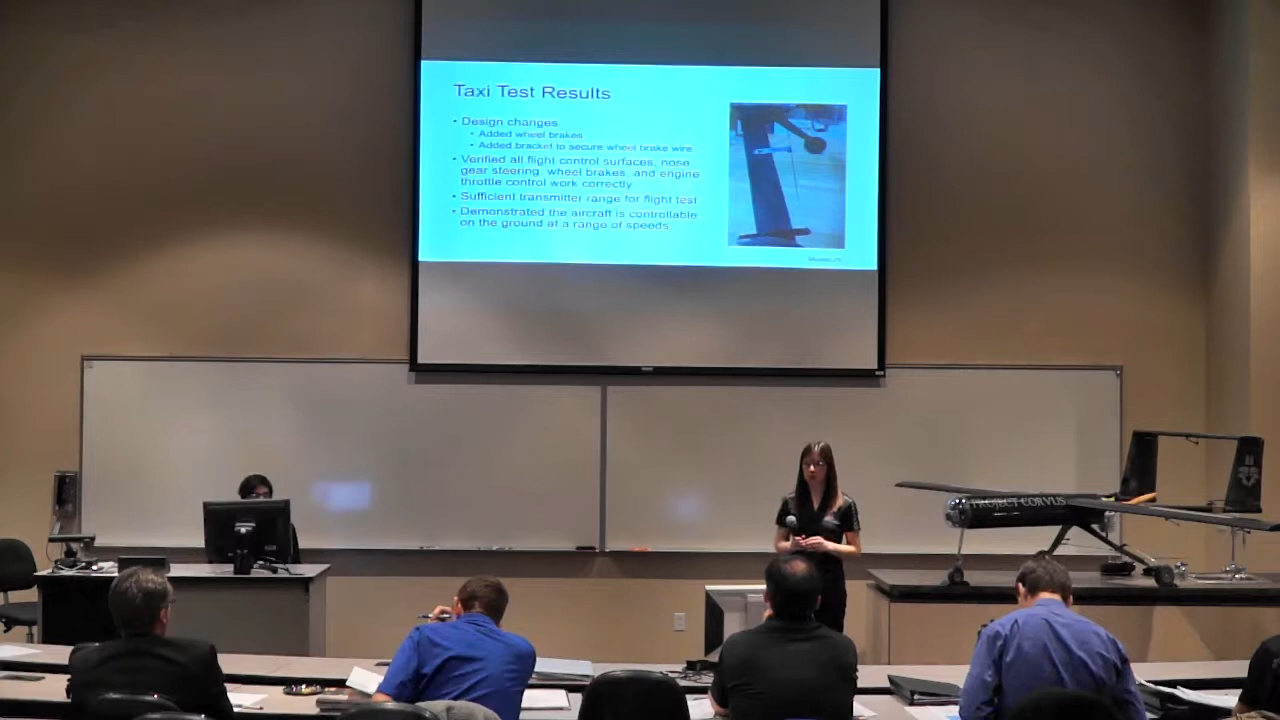 Taxi Test Results
• Design changes
• Added wheel brakes
• Added bracket to secure wheel brake wire
• Verified all flight control surfaces, nose
gear steering, wheel brakes, and engine
throttle control work correctly
• Sufficient transmitter range for flight test
• Demonstrated the aircraft is controllable
on the ground at a range of speeds
PROJECT CORVUS